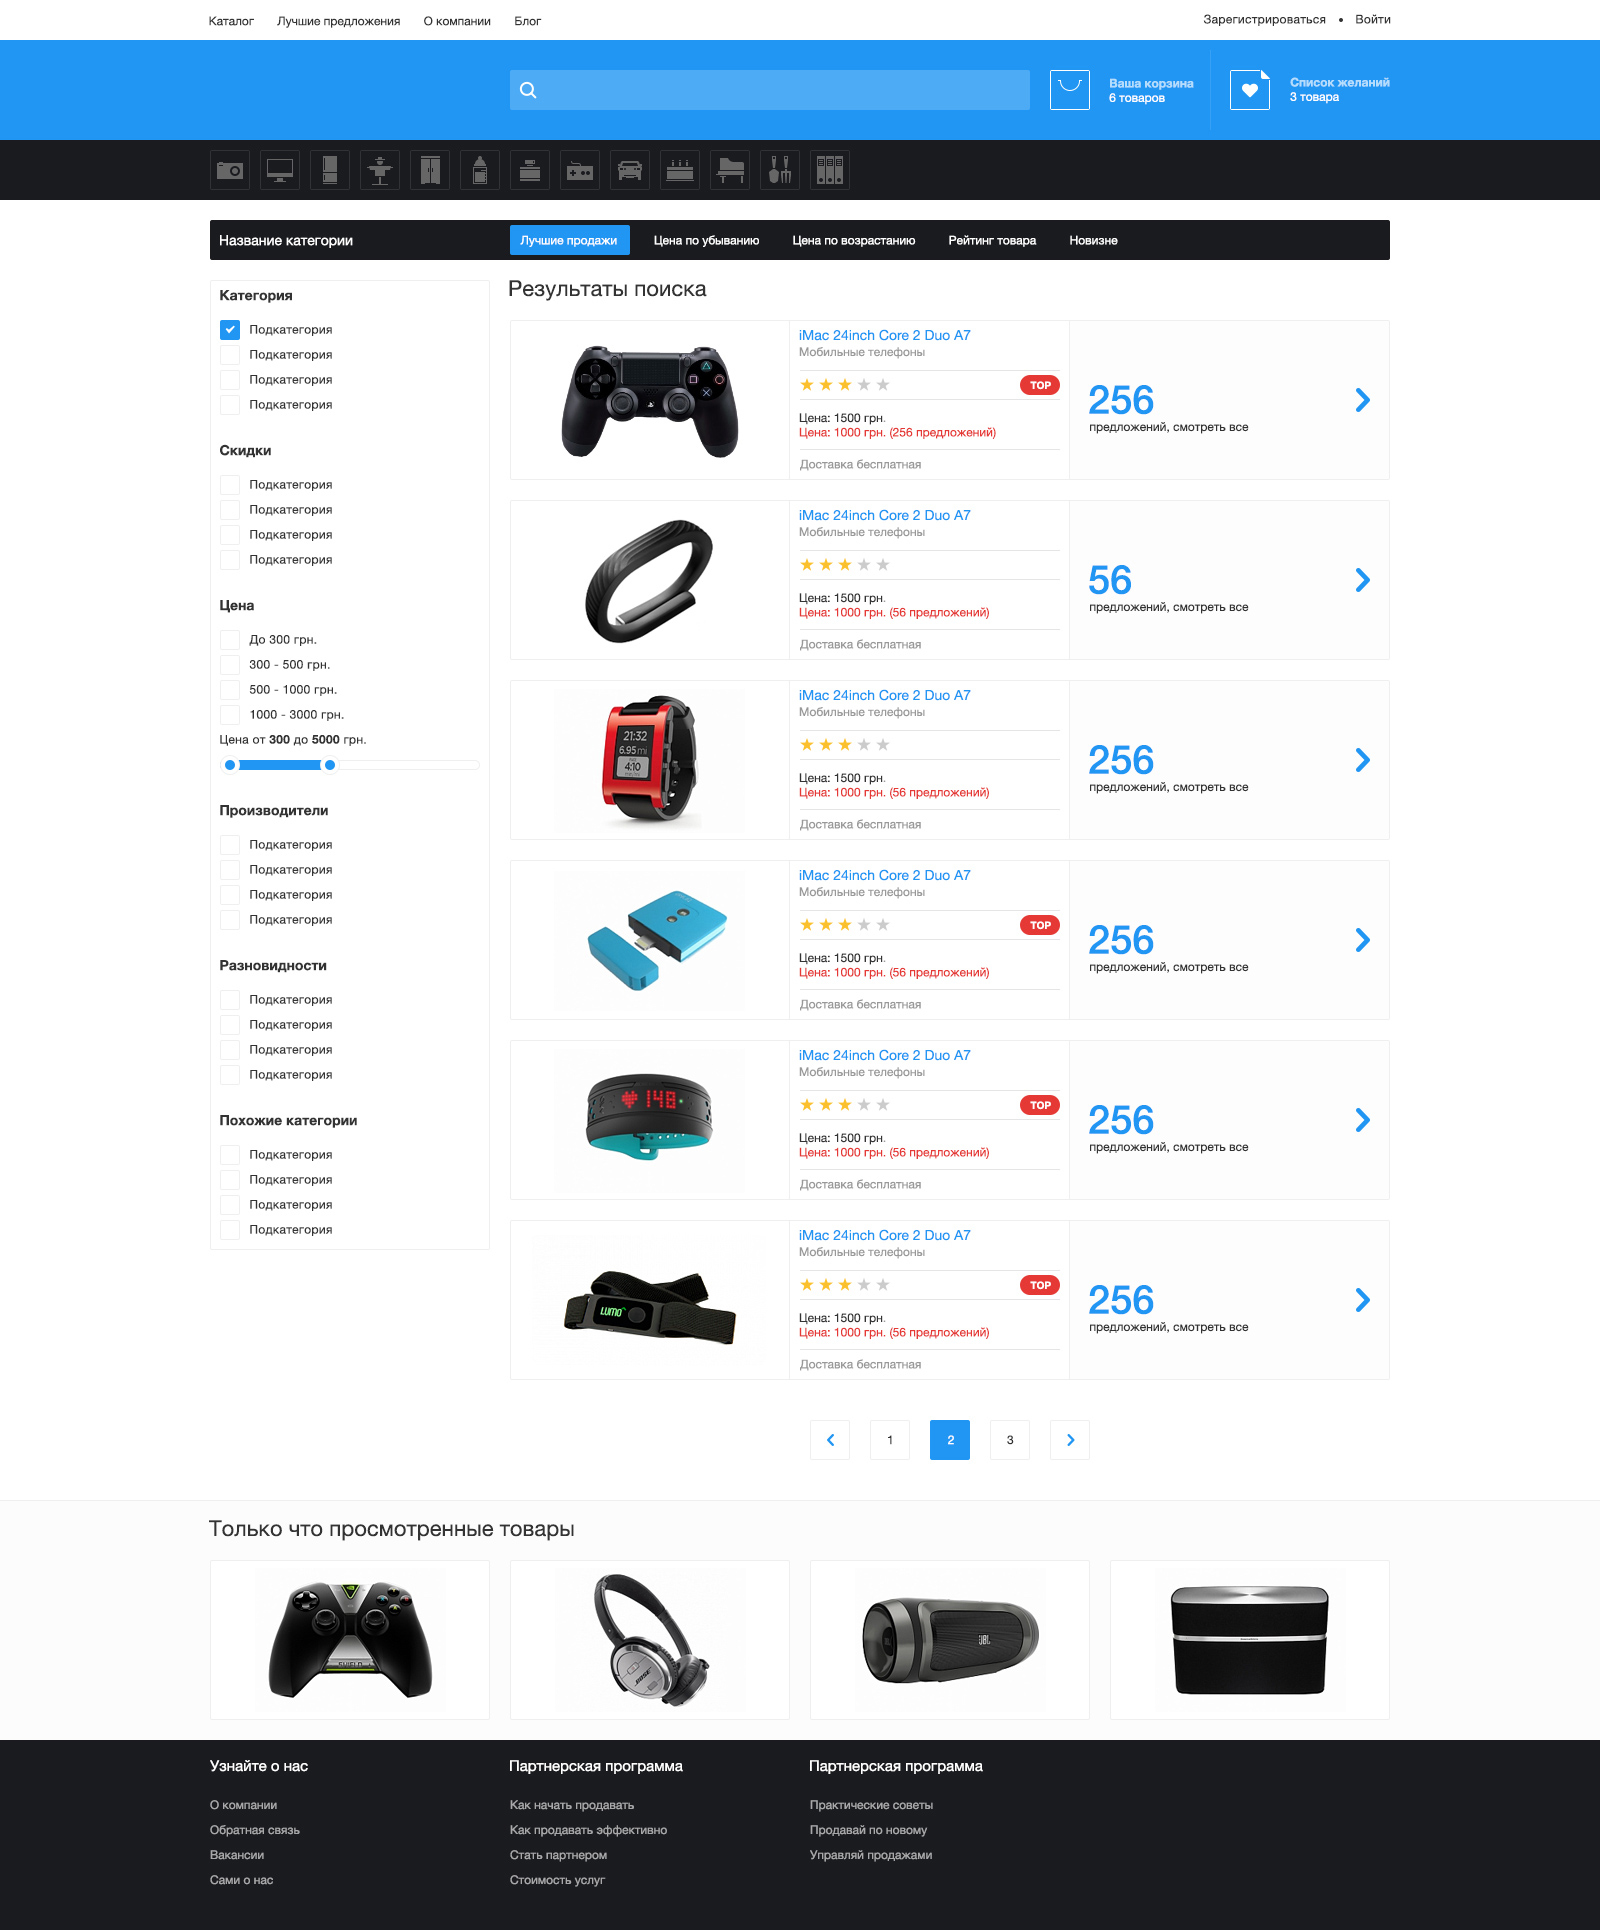 Каталог Лучшие предложения О компании Блог Зарегистрироваться • Войти
Ваша корзина
6 товаров
Список желаний
3 товара
Название категории Лучшие продажи Цена по убыванию Цена по возрастанию Рейтинг товара Новизне
Категория
Подкатегория
Подкатегория
Подкатегория
Подкатегория
Скидки
Подкатегория
Подкатегория
Подкатегория
Подкатегория
Цена
До 300 грн.
300 - 500 грн.
500 - 1000 грн.
1000 - 3000 грн.
Цена от 300 до 5000 грн.
Производители
Подкатегория
Подкатегория
Подкатегория
Подкатегория
Разновидности
Подкатегория
Подкатегория
Подкатегория
Подкатегория
Похожие категории
Подкатегория
Подкатегория
Подкатегория
Подкатегория
Результаты поиска
iMac 24inch Core 2 Duo A7
Мобильные телефоны
TOP
Цена: 1500 грн.
Цена: 1000 грн. (256 предложений)
Доставка бесплатная
256
предложений, смотреть все
iMac 24inch Core 2 Duo A7
Мобильные телефоны
Цена: 1500 грн.
Цена: 1000 грн. (56 предложений)
Доставка бесплатная
56
предложений, смотреть все
21:32
6.95 mi
4:10
iMac 24inch Core 2 Duo A7
Мобильные телефоны
Цена: 1500 грн.
Цена: 1000 грн. (56 предложений)
Доставка бесплатная
256
предложений, смотреть все
iMac 24inch Core 2 Duo A7
Мобильные телефоны
TOP
Цена: 1500 грн.
Цена: 1000 грн. (56 предложений)
Доставка бесплатная
256
предложений, смотреть все
148
iMac 24inch Core 2 Duo A7
Мобильные телефоны
TOP
Цена: 1500 грн.
Цена: 1000 грн. (56 предложений)
Доставка бесплатная
256
предложений, смотреть все
LUMO
iMac 24inch Core 2 Duo A7
Мобильные телефоны
TOP
Цена: 1500 грн.
Цена: 1000 грн. (56 предложений)
Доставка бесплатная
256
предложений, смотреть все
1 2 3
Только что просмотренные товары
SHIELD
BOSE
JBL
Узнайте о нас
О компании
Обратная связь
Вакансии
Сами о нас
Партнерская программа
Как начать продавать
Как продавать эффективно
Стать партнером
Стоимость услуг
Партнерская программа
Практические советы
Продавай по новому
Управляй продажами